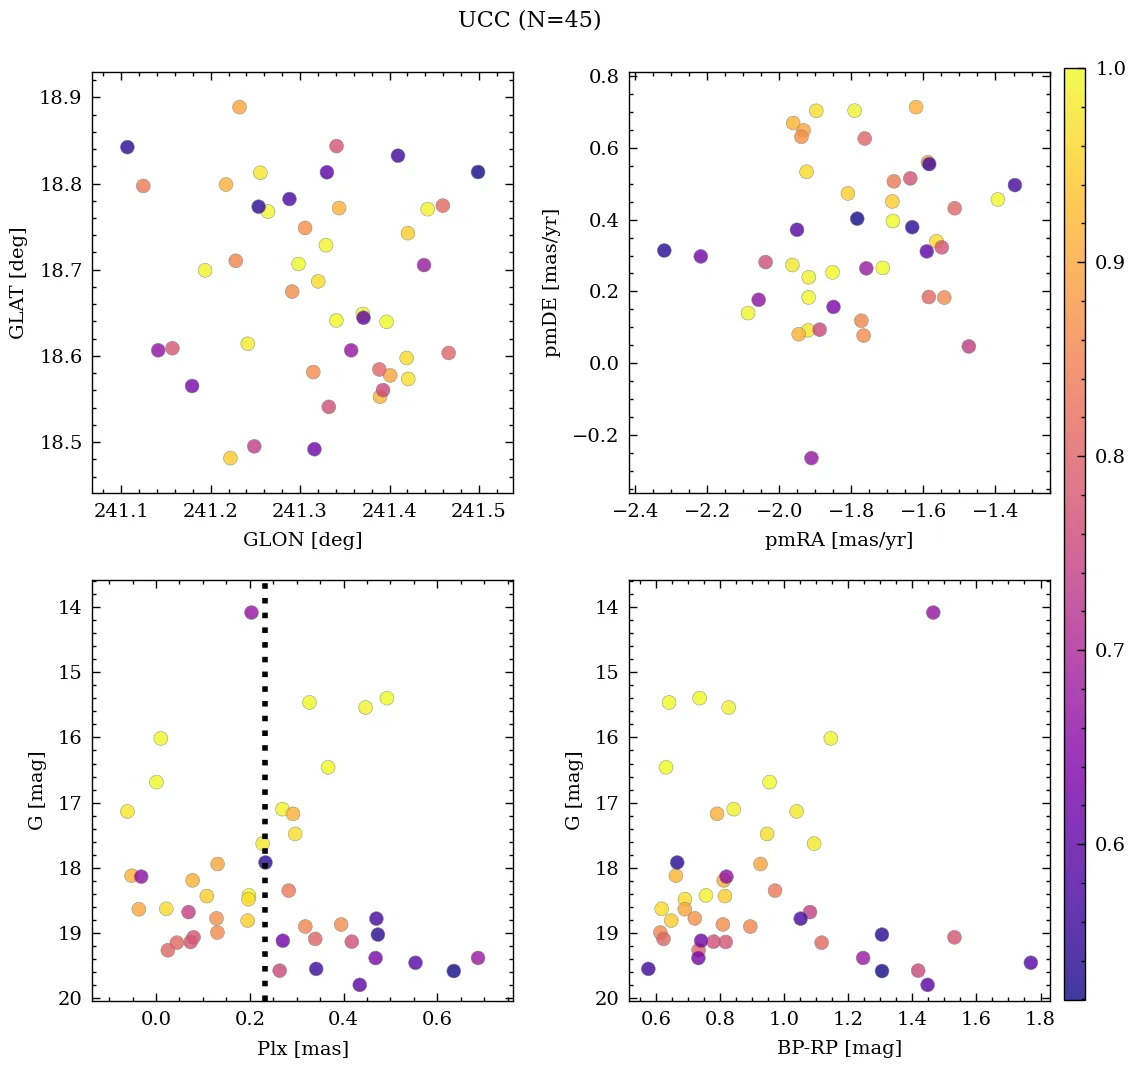 UCC (N=45)
18.9
18.8
18.7
18.6
18.5
GLAT [deg]
241.1 241.2 241.3 241.4 241.5
GLON [deg]
0.8
0.6
0.4
0.2
0.0
−0.2
pmDE [mas/yr]
−2.4 −2.2 −2.0 −1.8 −1.6 −1.4
pmRA [mas/yr]
14
15
16
17
18
19
20
G [mag]
0.0 0.2 0.4 0.6
Plx [mas]
14
15
16
17
18
19
20
G [mag]
0.6 0.8 1.0 1.2 1.4 1.6 1.8
BP-RP [mag]
1.0
0.9
0.8
0.7
0.6